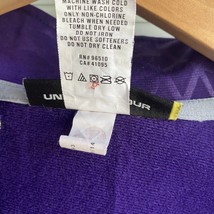 MACHINE WASH COLD
WITH LIKE COLORS
ONLY NON-CHLORINE
BLEACH WHEN NEEDED
TUMBLE DRY LOW
DO NOT IRON
DO NOT USE SOFTENERS
DO NOT DRY CLEAN
RN# 96510
CA# 41095
UN
OUR